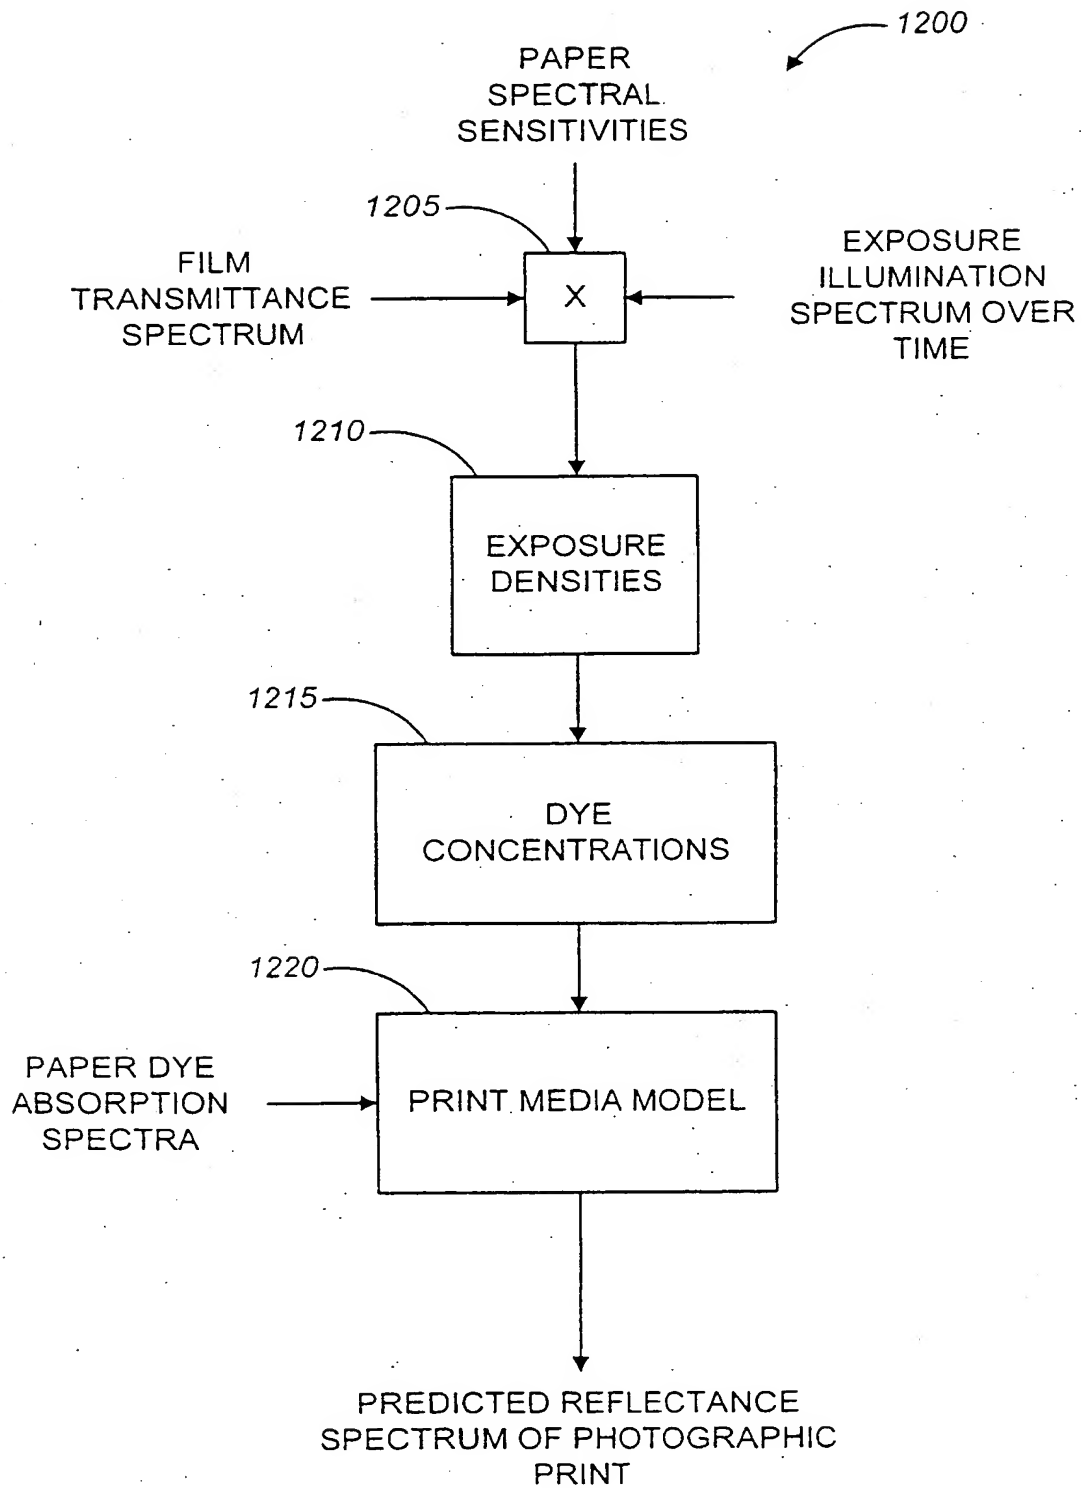 1200
PAPER
SPECTRAL
SENSITIVITIES
1205
FILM
TRANSMITTANCE
SPECTRUM
X
EXPOSURE
ILLUMINATION
SPECTRUM OVER
TIME
1210
EXPOSURE
DENSITIES
1215
DYE
CONCENTRATIONS
1220
PAPER DYE
ABSORPTION
SPECTRA
PRINT MEDIA MODEL
PREDICTED REFLECTANCE
SPECTRUM OF PHOTOGRAPHIC
PRINT